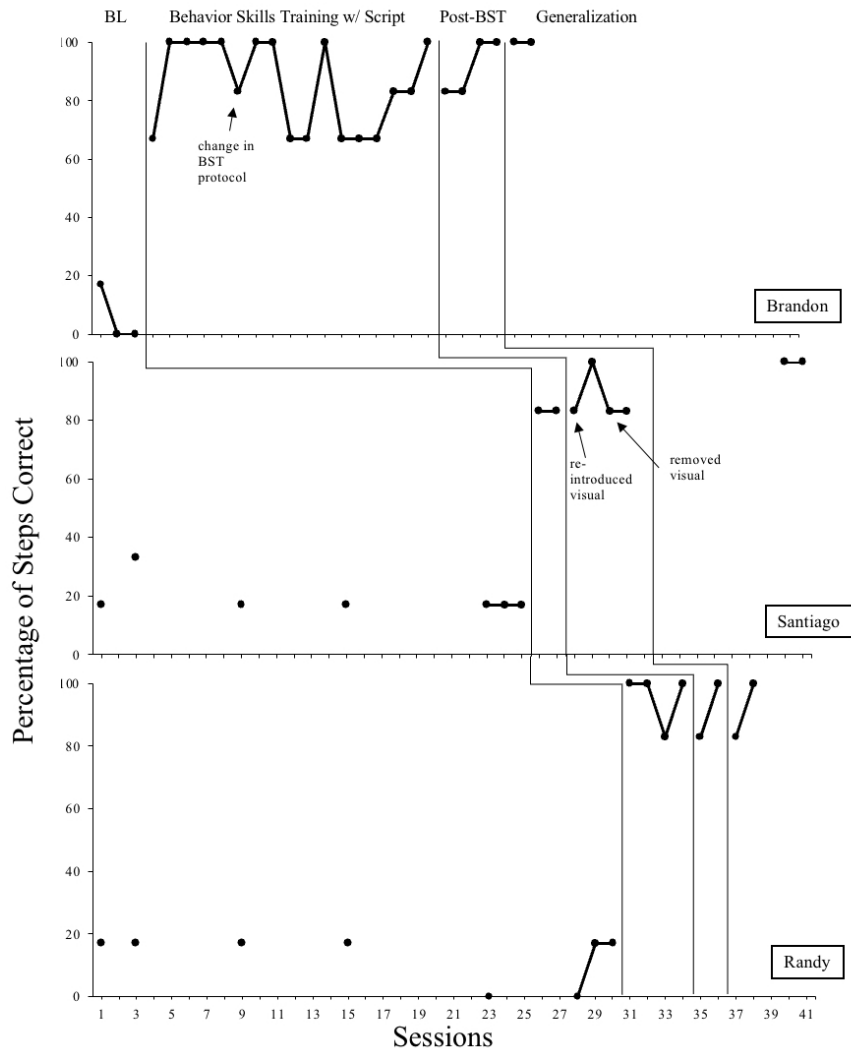 BL Behavior Skills Training w/ Script Post-BST Generalization
100
80
60
40
20
0
change in
BST
protocol
Brandon
100
80
60
40
20
0
re-
introduced
visual
removed
visual
Santiago
100
80
60
40
20
0
Randy
1 3 5 7 9 11 13 15 17 19 21 23 25 27 29 31 33 35 37 39 41
Sessions
Percentage of Steps Correct